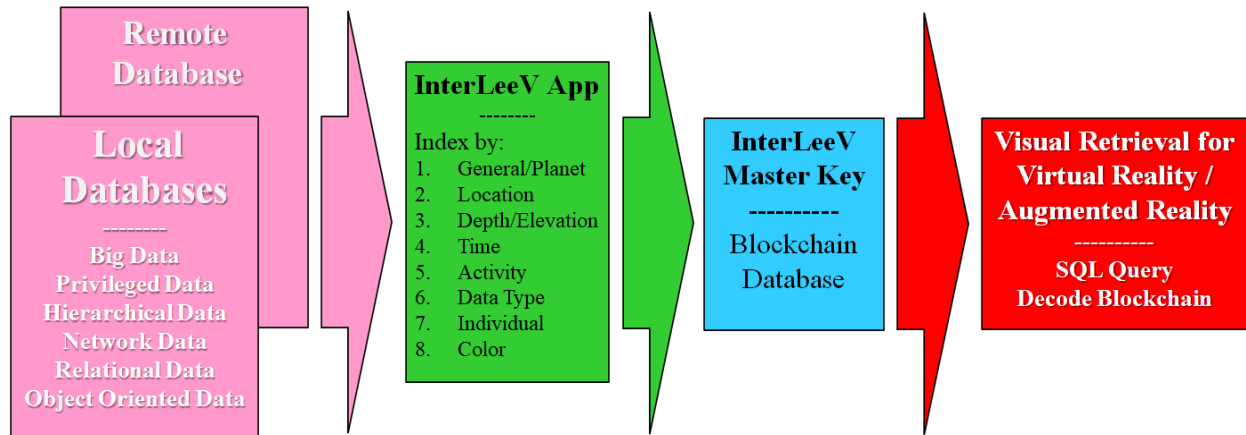 Remote
Database
Local
Databases
--------
Big Data
Privileged Data
Hierarchical Data
Network Data
Relational Data
Object Oriented Data
InterLeeV App
--------
Index by:
1. General/Planet
2. Location
3. Depth/Elevation
4. Time
5. Activity
6. Data Type
7. Individual
8. Color
InterLeeV
Master Key
----------
Blockchain
Database
Visual Retrieval for
Virtual Reality /
Augmented Reality
----------
SQL Query
Decode Blockchain